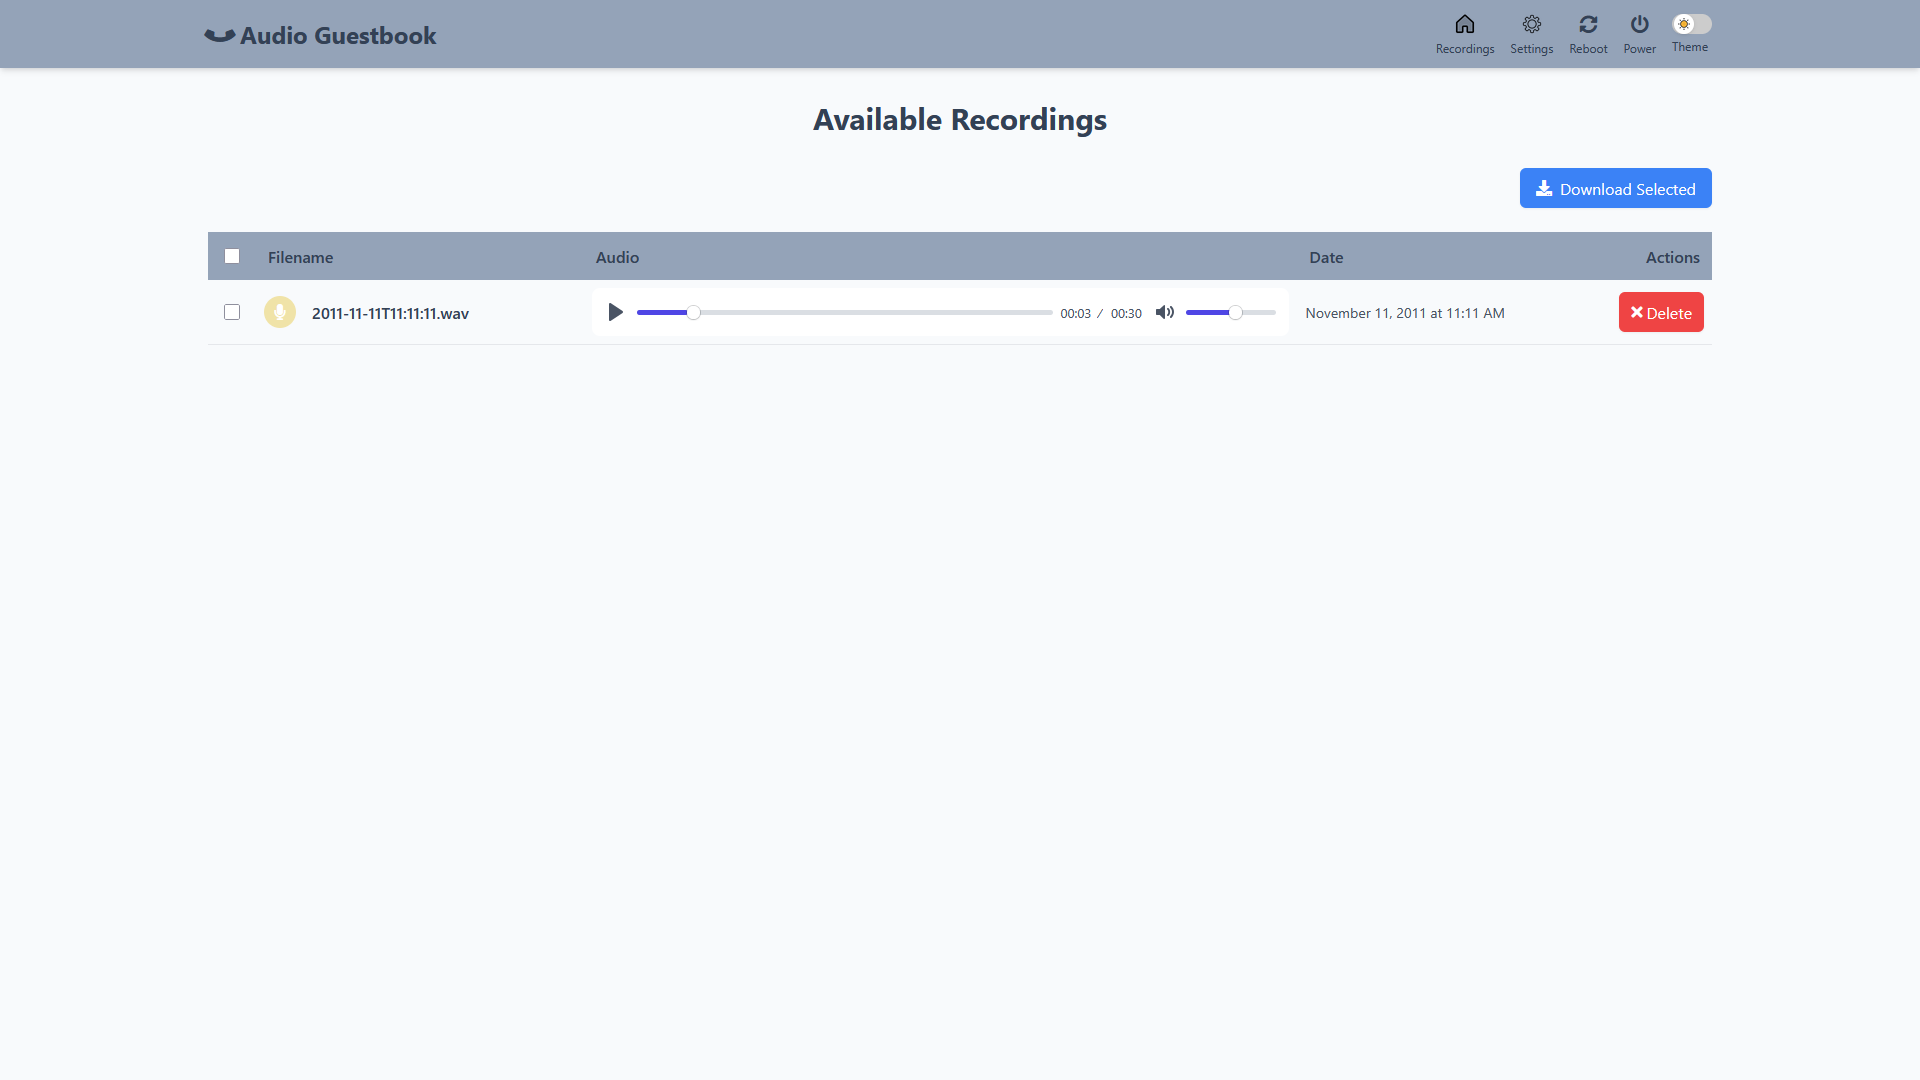 Audio Guestbook
Recordings Settings Reboot Power Theme
Available Recordings
Download Selected
Filename Audio Date Actions
2011-11-11T11:11:11.wav 00:03 / 00:30 November 11, 2011 at 11:11 AM Delete